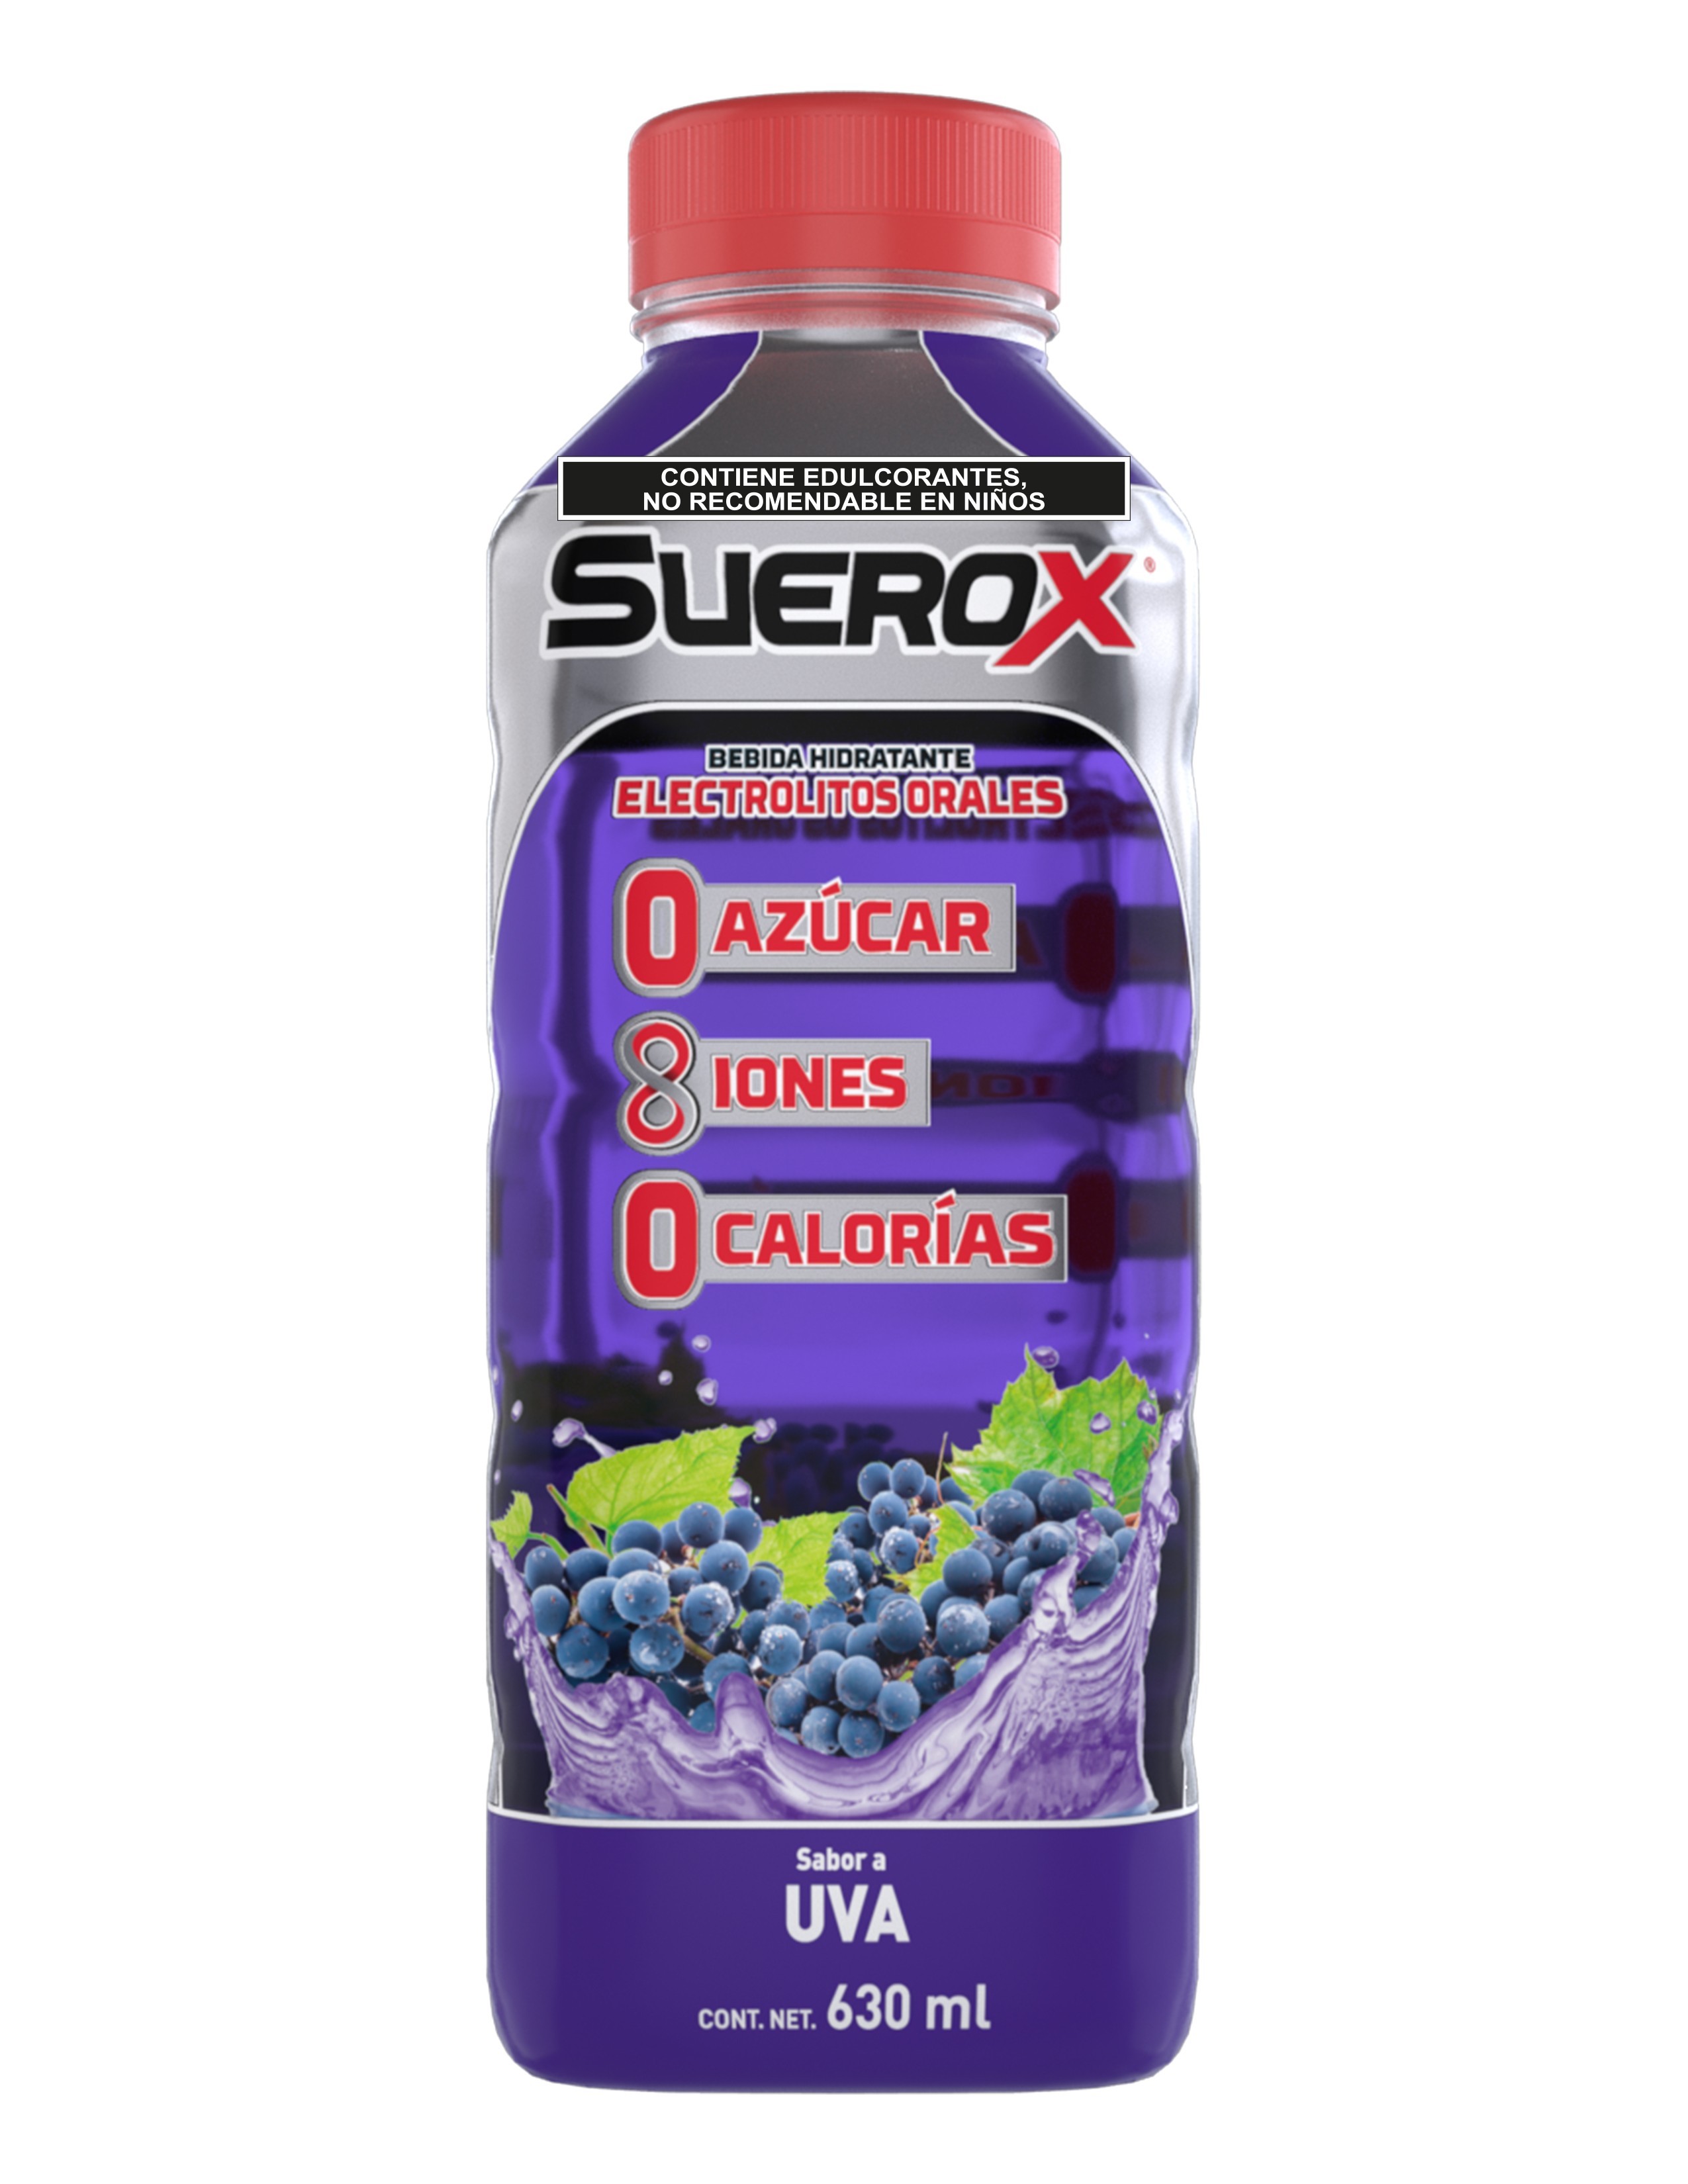 CONTIENE EDULCORANTES,
NO RECOMENDABLE EN NIÑOS
SUEROX®
BEBIDA HIDRATANTE
ELECTROLITOS ORALES
0 AZÚCAR
8 IONES
0 CALORÍAS
Sabor a
UVA
CONT. NET. 630 ml